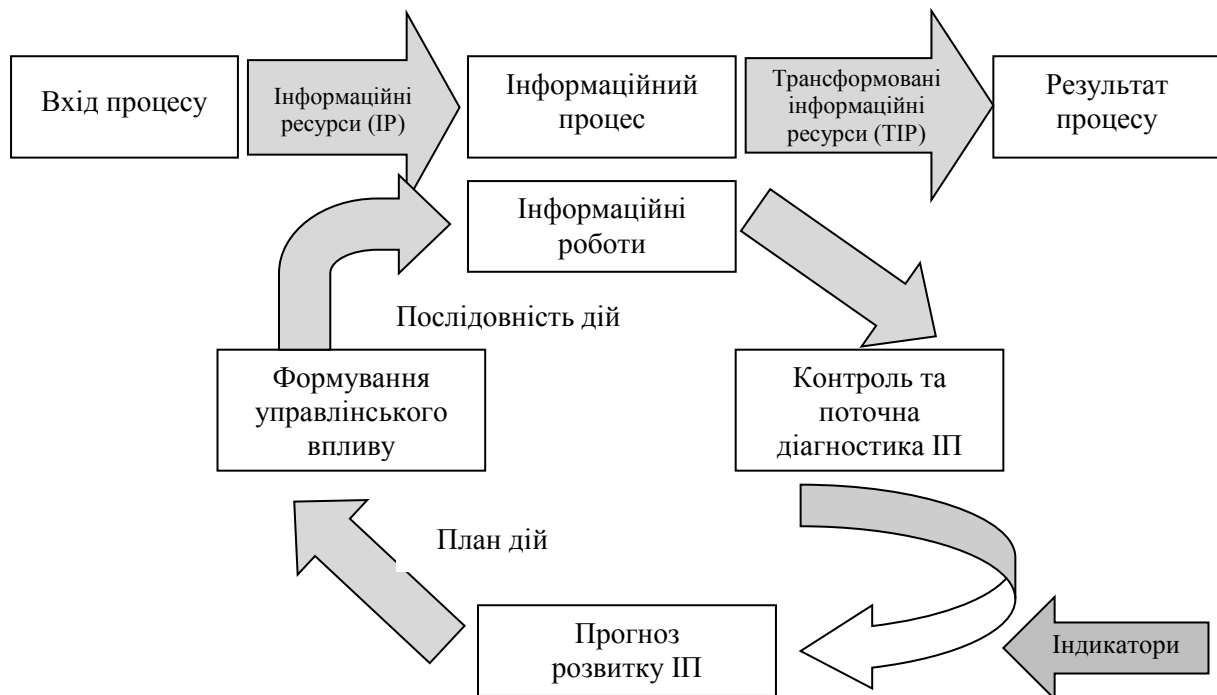 Вхід процесу
Інформаційні
ресурси (ІР)
Інформаційний
процес
Трансформовані
інформаційні
ресурси (ТІР)
Результат
процесу
Інформаційні
роботи
Послідовність дій
Формування
управлінського
впливу
Контроль та
поточна
діагностика ІП
План дій
Прогноз
розвитку ІП
Індикатори